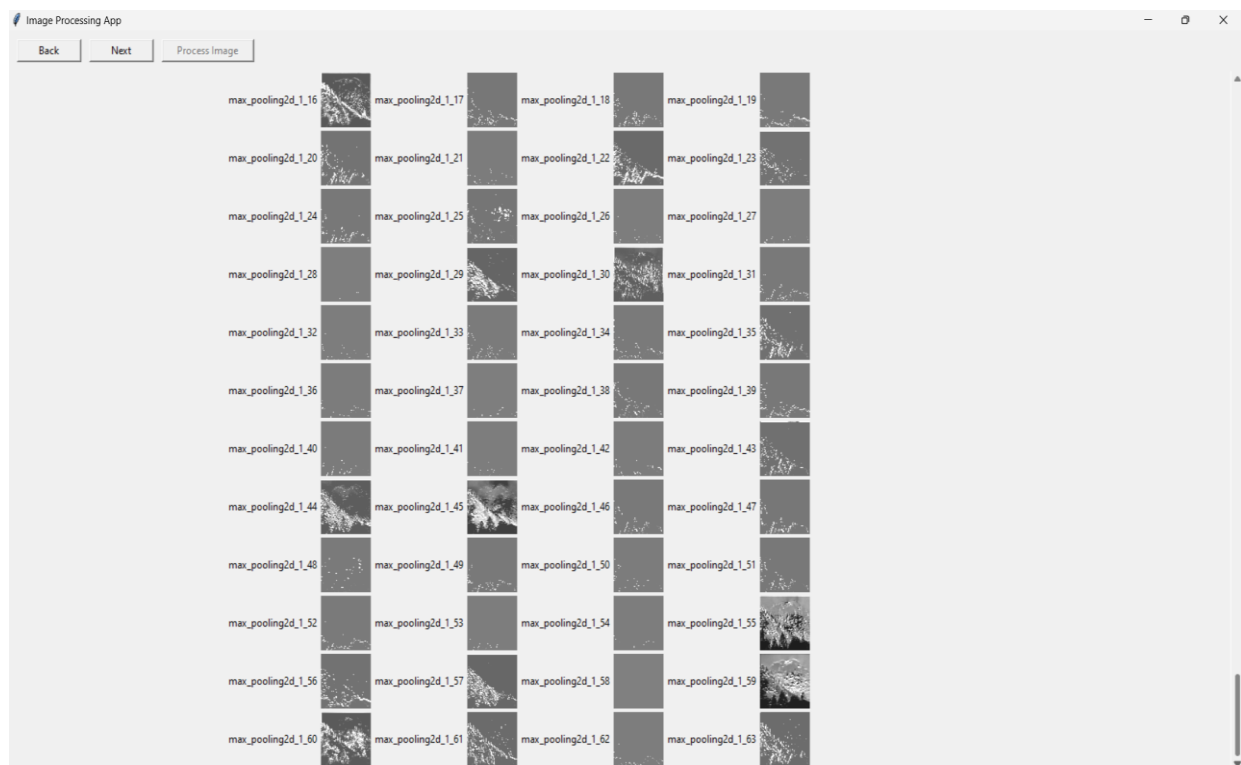 Image Processing App
Back Next Process Image
max_pooling2d_1_16 max_pooling2d_1_17 max_pooling2d_1_18 max_pooling2d_1_19
max_pooling2d_1_20 max_pooling2d_1_21 max_pooling2d_1_22 max_pooling2d_1_23
max_pooling2d_1_24 max_pooling2d_1_25 max_pooling2d_1_26 max_pooling2d_1_27
max_pooling2d_1_28 max_pooling2d_1_29 max_pooling2d_1_30 max_pooling2d_1_31
max_pooling2d_1_32 max_pooling2d_1_33 max_pooling2d_1_34 max_pooling2d_1_35
max_pooling2d_1_36 max_pooling2d_1_37 max_pooling2d_1_38 max_pooling2d_1_39
max_pooling2d_1_40 max_pooling2d_1_41 max_pooling2d_1_42 max_pooling2d_1_43
max_pooling2d_1_44 max_pooling2d_1_45 max_pooling2d_1_46 max_pooling2d_1_47
max_pooling2d_1_48 max_pooling2d_1_49 max_pooling2d_1_50 max_pooling2d_1_51
max_pooling2d_1_52 max_pooling2d_1_53 max_pooling2d_1_54 max_pooling2d_1_55
max_pooling2d_1_56 max_pooling2d_1_57 max_pooling2d_1_58 max_pooling2d_1_59
max_pooling2d_1_60 max_pooling2d_1_61 max_pooling2d_1_62 max_pooling2d_1_63